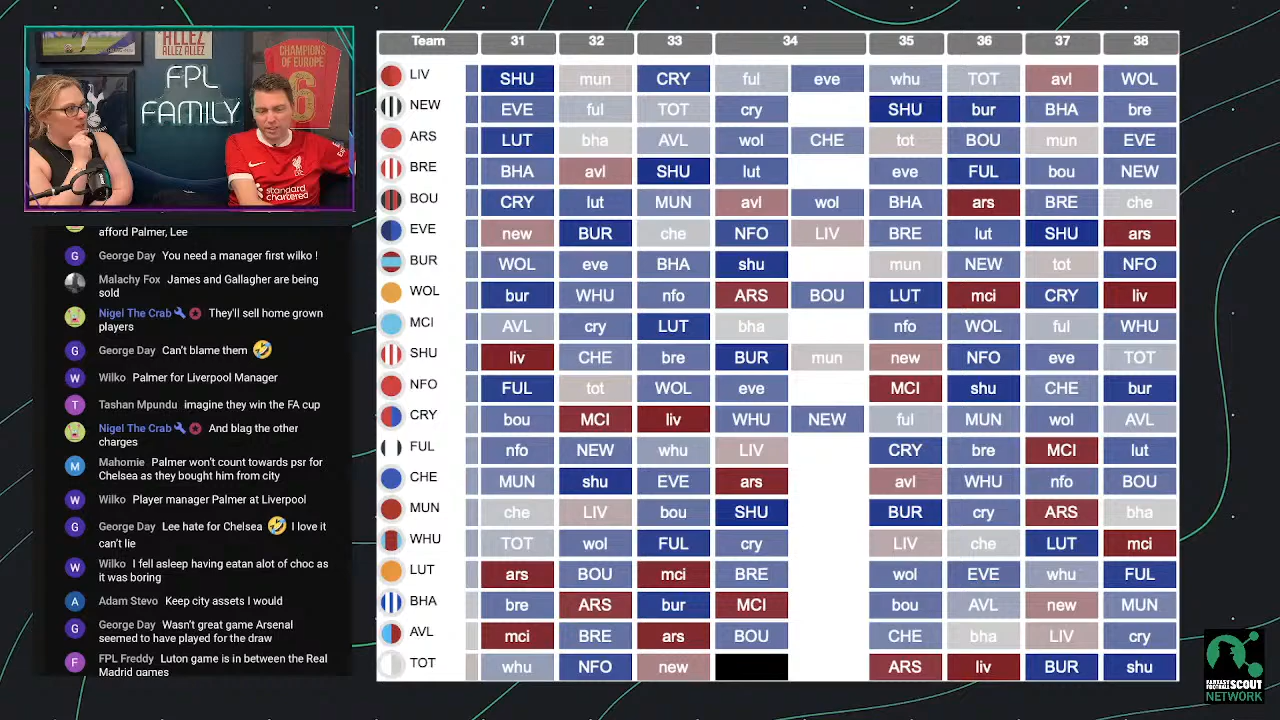 ALLEZ
ALLEZ ALLEZ
FPL
FAMILY
CHAMPIONS
OF EUROPE
6
standard
chartered
afford Palmer, Lee
G George Day You need a manager first wilko !
Malachy Fox James and Gallagher are being
sold
Nigel The Crab They'll sell home grown
players
G George Day Can't blame them 🤣
W Wilko Palmer for Liverpool Manager
T Tashan Mpundu imagine they win the FA cup
Nigel The Crab And blag the other
charges
M Mahomie Palmer won't count towards psr for
Chelsea as they bought him from city
W Wilko Player manager Palmer at Liverpool
G George Day Lee hate for Chelsea 🤣 I love it
can't lie
W Wilko I fell asleep having eatan alot of choc as
it was boring
A Adam Stevo Keep city assets I would
G George Day Wasn't great game Arsenal
seemed to have played for the draw
F FPL Freddy Luton game is in between the Real
Madrid games
Team 31 32 33 34 35 36 37 38
LIV SHU mun CRY ful eve whu TOT avl WOL
NEW EVE ful TOT cry SHU bur BHA bre
ARS LUT bha AVL wol CHE tot BOU mun EVE
BRE BHA avl SHU lut eve FUL bou NEW
BOU CRY lut MUN avl wol BHA ars BRE che
EVE new BUR che NFO LIV BRE lut SHU ars
BUR WOL eve BHA shu mun NEW tot NFO
WOL bur WHU nfo ARS BOU LUT mci CRY liv
MCI AVL cry LUT bha nfo WOL ful WHU
SHU liv CHE bre BUR mun new NFO eve TOT
NFO FUL tot WOL eve MCI shu CHE bur
CRY bou MCI liv WHU NEW ful MUN wol AVL
FUL nfo NEW whu LIV CRY bre MCI lut
CHE MUN shu EVE ars avl WHU nfo BOU
MUN che LIV bou SHU BUR cry ARS bha
WHU TOT wol FUL cry LIV che LUT mci
LUT ars BOU mci BRE wol EVE whu FUL
BHA bre ARS bur MCI bou AVL new MUN
AVL mci BRE ars BOU CHE bha LIV cry
TOT whu NFO new ARS liv BUR shu
FANTASY
FOOTBALL SCOUT
NETWORK